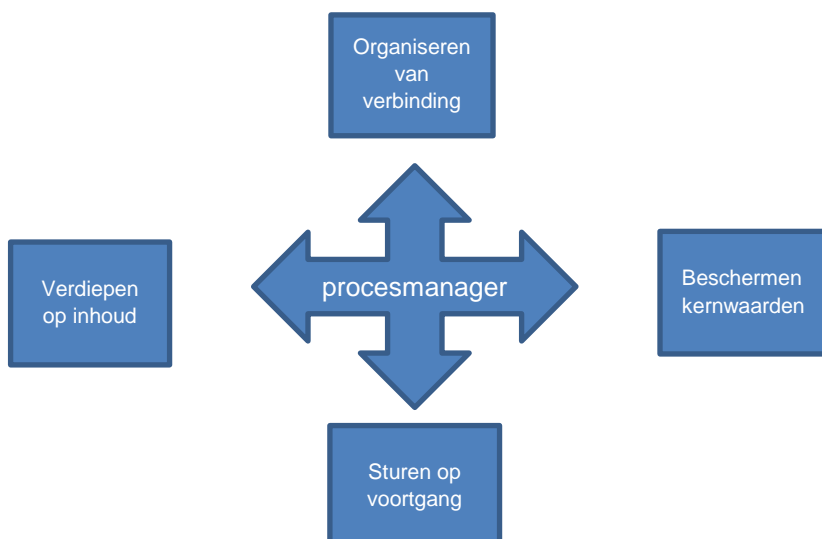 Organiseren
van
verbinding
Verdiepen
op inhoud
procesmanager
Beschermen
kernwaarden
Sturen op
voortgang